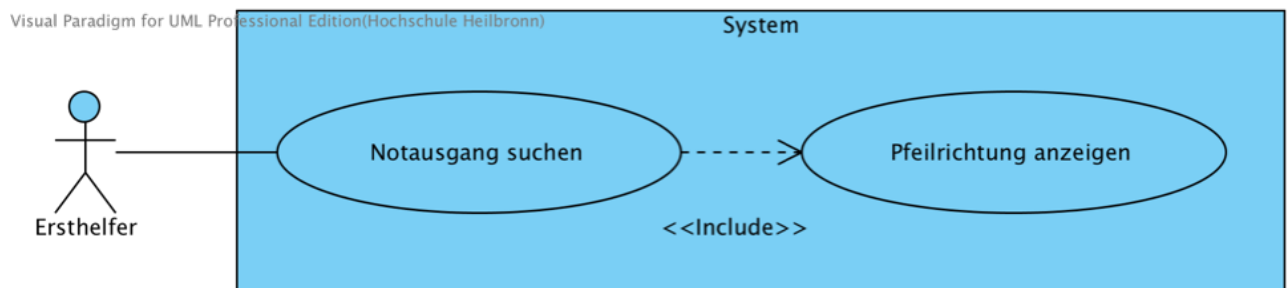 Visual Paradigm for UML Professional Edition(Hochschule Heilbronn)
System
Notausgang suchen
Pfeilrichtung anzeigen
Ersthelfer
<<Include>>